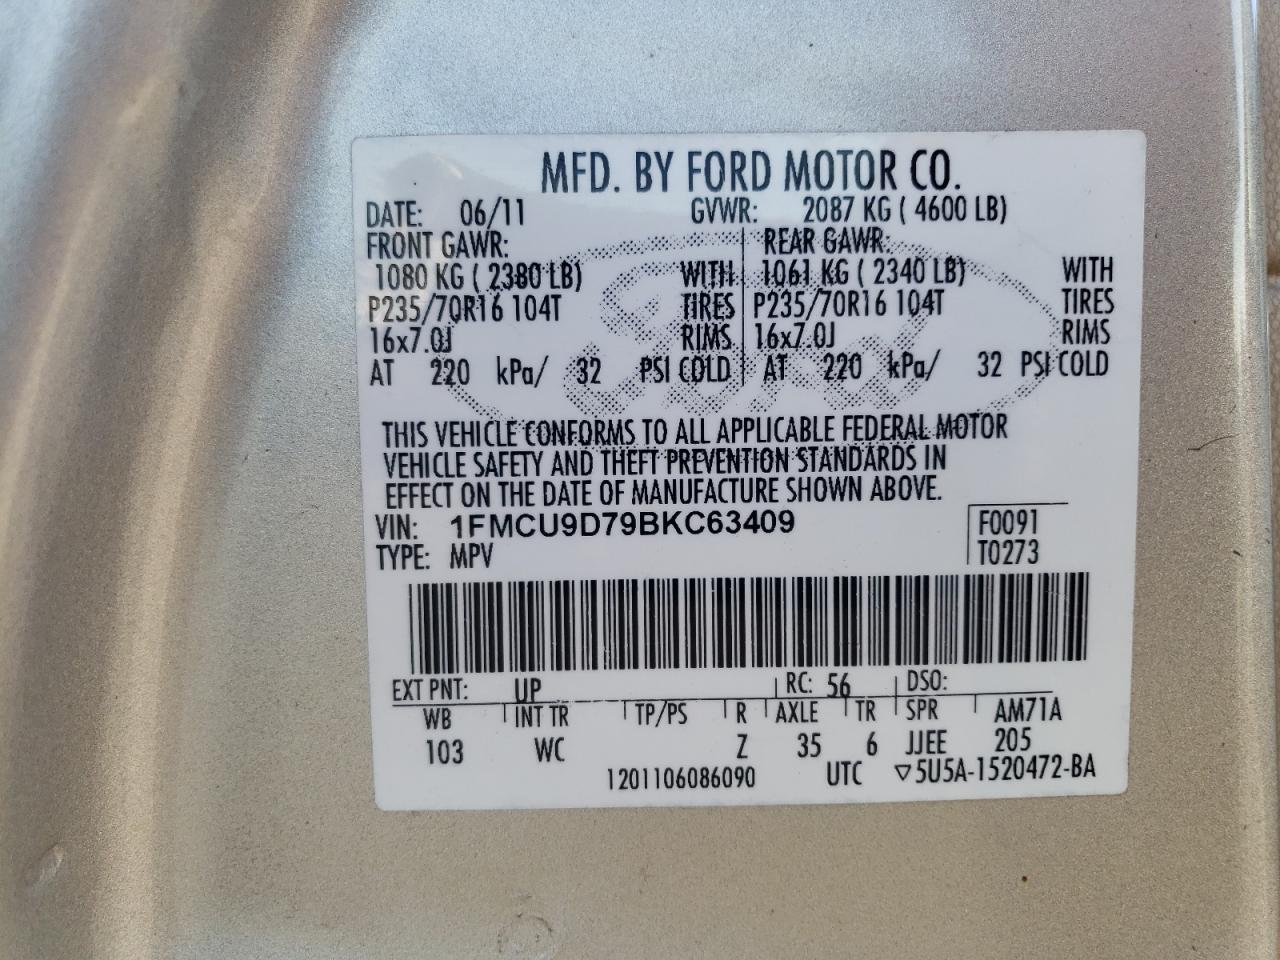 MFD. BY FORD MOTOR CO.
DATE: 06/11 GVWR: 2087 KG ( 4600 LB)
FRONT GAWR: REAR GAWR:
1080 KG ( 2380 LB) WITH 1061 KG ( 2340 LB) WITH
P235/70R16 104T TIRES P235/70R16 104T TIRES
16x7.0J RIMS 16x7.0J RIMS
AT 220 kPa/ 32 PSI COLD AT 220 kPa/ 32 PSI COLD
Ford
THIS VEHICLE CONFORMS TO ALL APPLICABLE FEDERAL MOTOR
VEHICLE SAFETY AND THEFT PREVENTION STANDARDS IN
EFFECT ON THE DATE OF MANUFACTURE SHOWN ABOVE.
VIN: 1FMCU9D79BKC63409 F0091
TYPE: MPV T0273
EXT PNT: UP RC: 56 DSO:
WB INT TR TP/PS R AXLE TR SPR AM71A
103 WC Z 35 6 JJEE 205
1201106086090 UTC ▽5U5A-1520472-BA